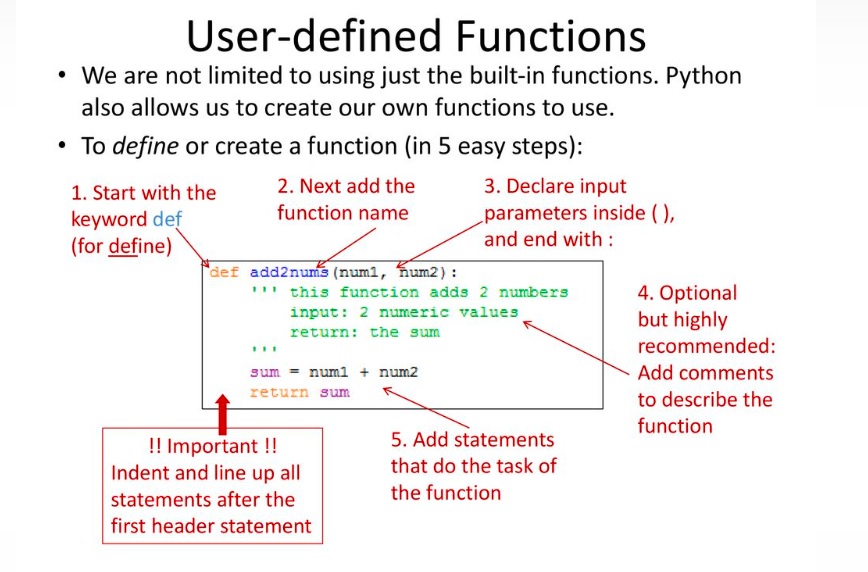 User-defined Functions
• We are not limited to using just the built-in functions. Python
also allows us to create our own functions to use.
• To define or create a function (in 5 easy steps):
1. Start with the
keyword def
(for define)
2. Next add the
function name
3. Declare input
parameters inside ( ),
and end with :
def add2nums(num1, num2):
''' this function adds 2 numbers
input: 2 numeric values
return: the sum
'''
sum = num1 + num2
return sum
4. Optional
but highly
recommended:
Add comments
to describe the
function
5. Add statements
that do the task of
the function
!! Important !!
Indent and line up all
statements after the
first header statement